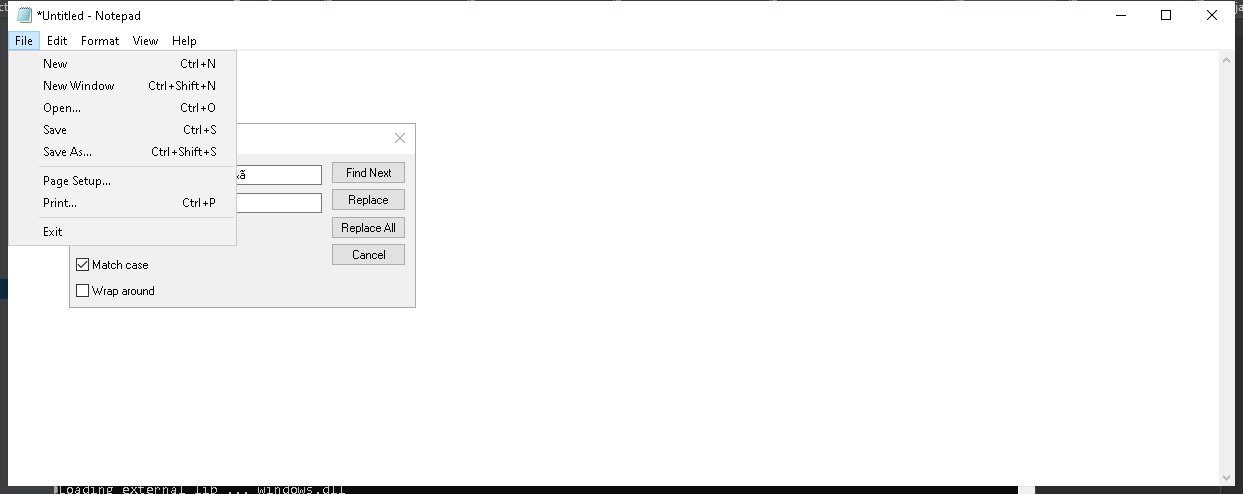 *Untitled - Notepad
File Edit Format View Help
New Ctrl+N
New Window Ctrl+Shift+N
Open... Ctrl+O
Save Ctrl+S
Save As... Ctrl+Shift+S
Page Setup...
Print... Ctrl+P
Exit
Find Next
Replace
Replace All
Cancel
Match case
Wrap around
Loading external lib ... windows.dll